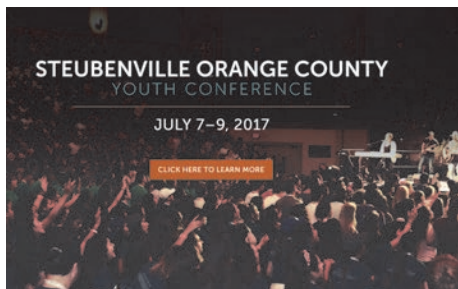 STEUBENVILLE ORANGE COUNTY
YOUTH CONFERENCE
JULY 7–9, 2017
CLICK HERE TO LEARN MORE